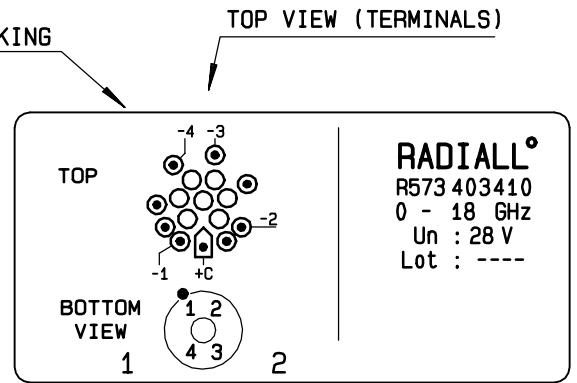 TOP VIEW (TERMINALS)
KING
-4 -3
TOP
-2
-1 +C
BOTTOM
VIEW
1 2
4 3
1 2
RADIALL°
R573 403410
0 - 18 GHz
Un : 28 V
Lot : ----